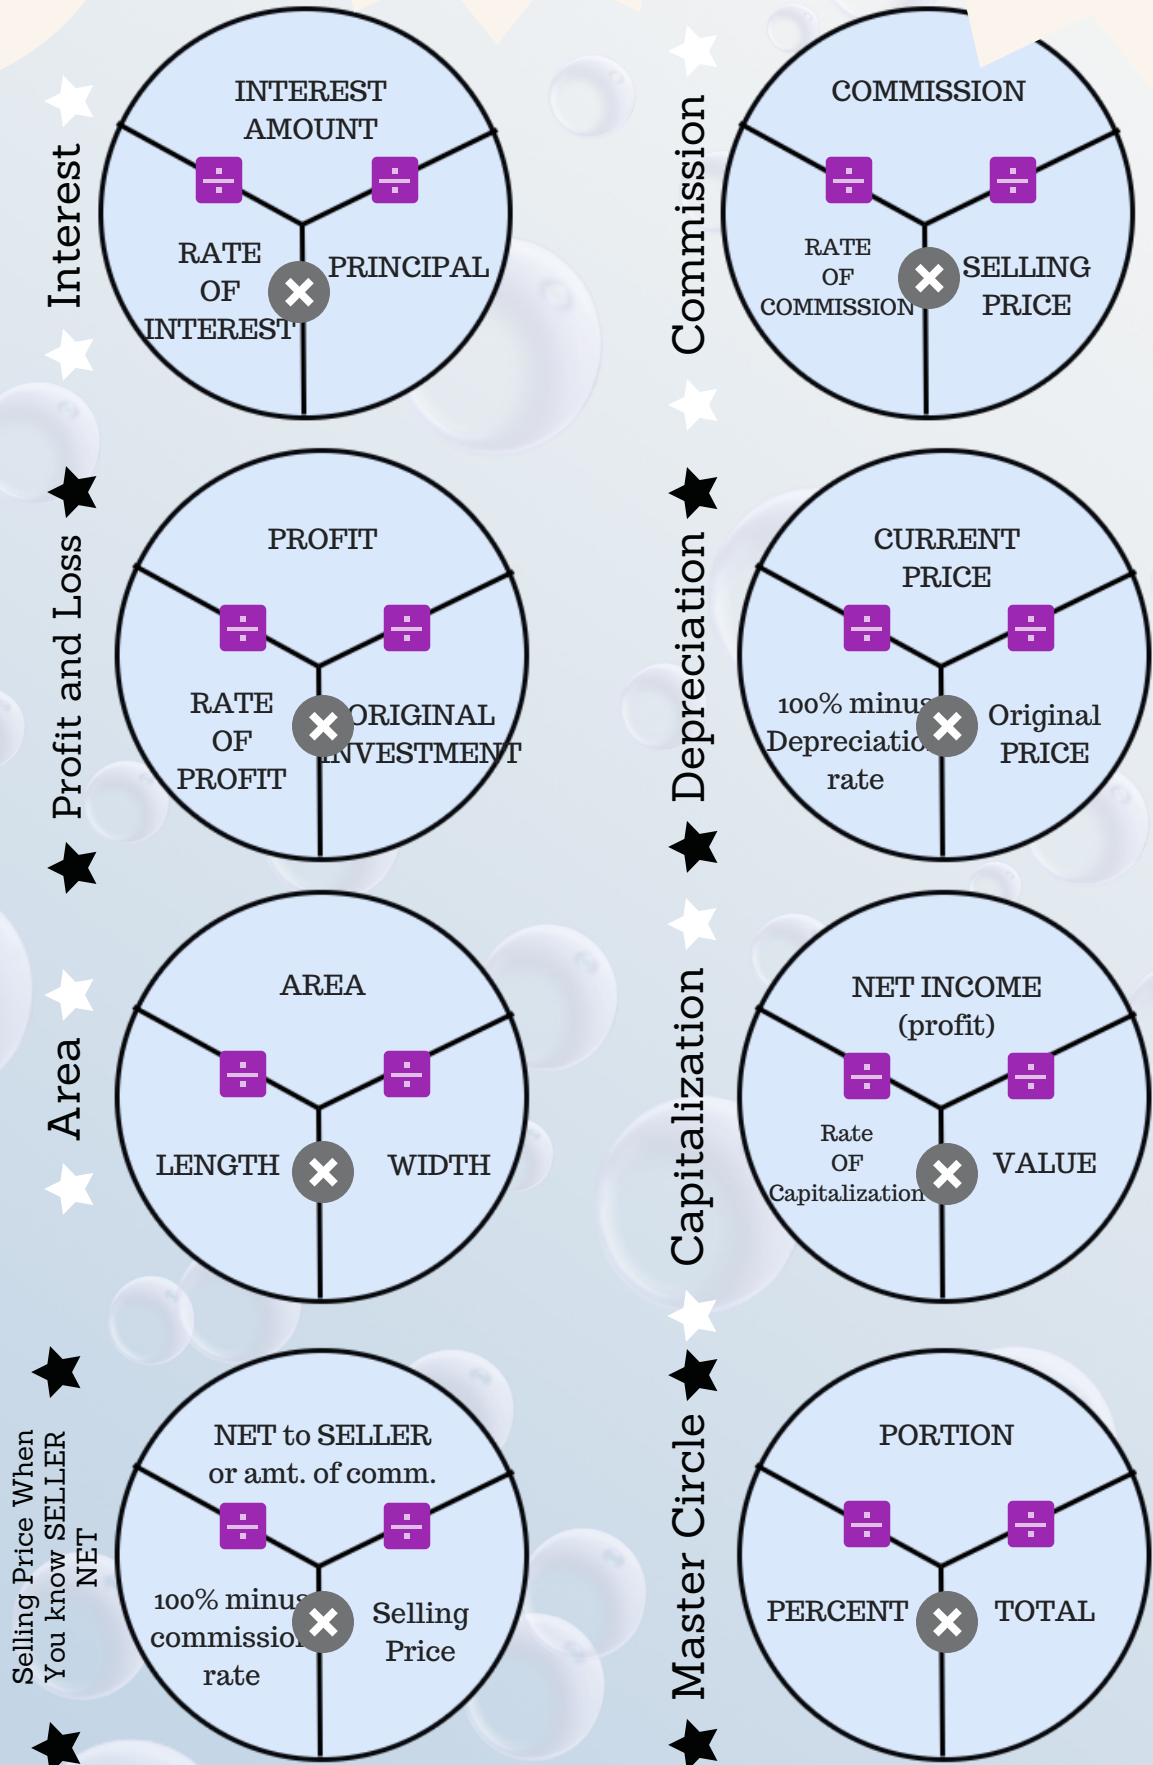 Interest
INTEREST
AMOUNT
÷
÷
RATE
OF
INTEREST
×
PRINCIPAL
Commission
COMMISSION
÷
÷
RATE
OF
COMMISSION
×
SELLING
PRICE
Profit and Loss
PROFIT
÷
÷
RATE
OF
PROFIT
×
ORIGINAL
INVESTMENT
Depreciation
CURRENT
PRICE
÷
÷
100% minus
Depreciation
rate
×
Original
PRICE
Area
AREA
÷
÷
LENGTH
×
WIDTH
Capitalization
NET INCOME
(profit)
÷
÷
Rate
OF
Capitalization
×
VALUE
Selling Price When
You know SELLER
NET
NET to SELLER
or amt. of comm.
÷
÷
100% minus
commission
rate
×
Selling
Price
Master Circle
PORTION
÷
÷
PERCENT
×
TOTAL